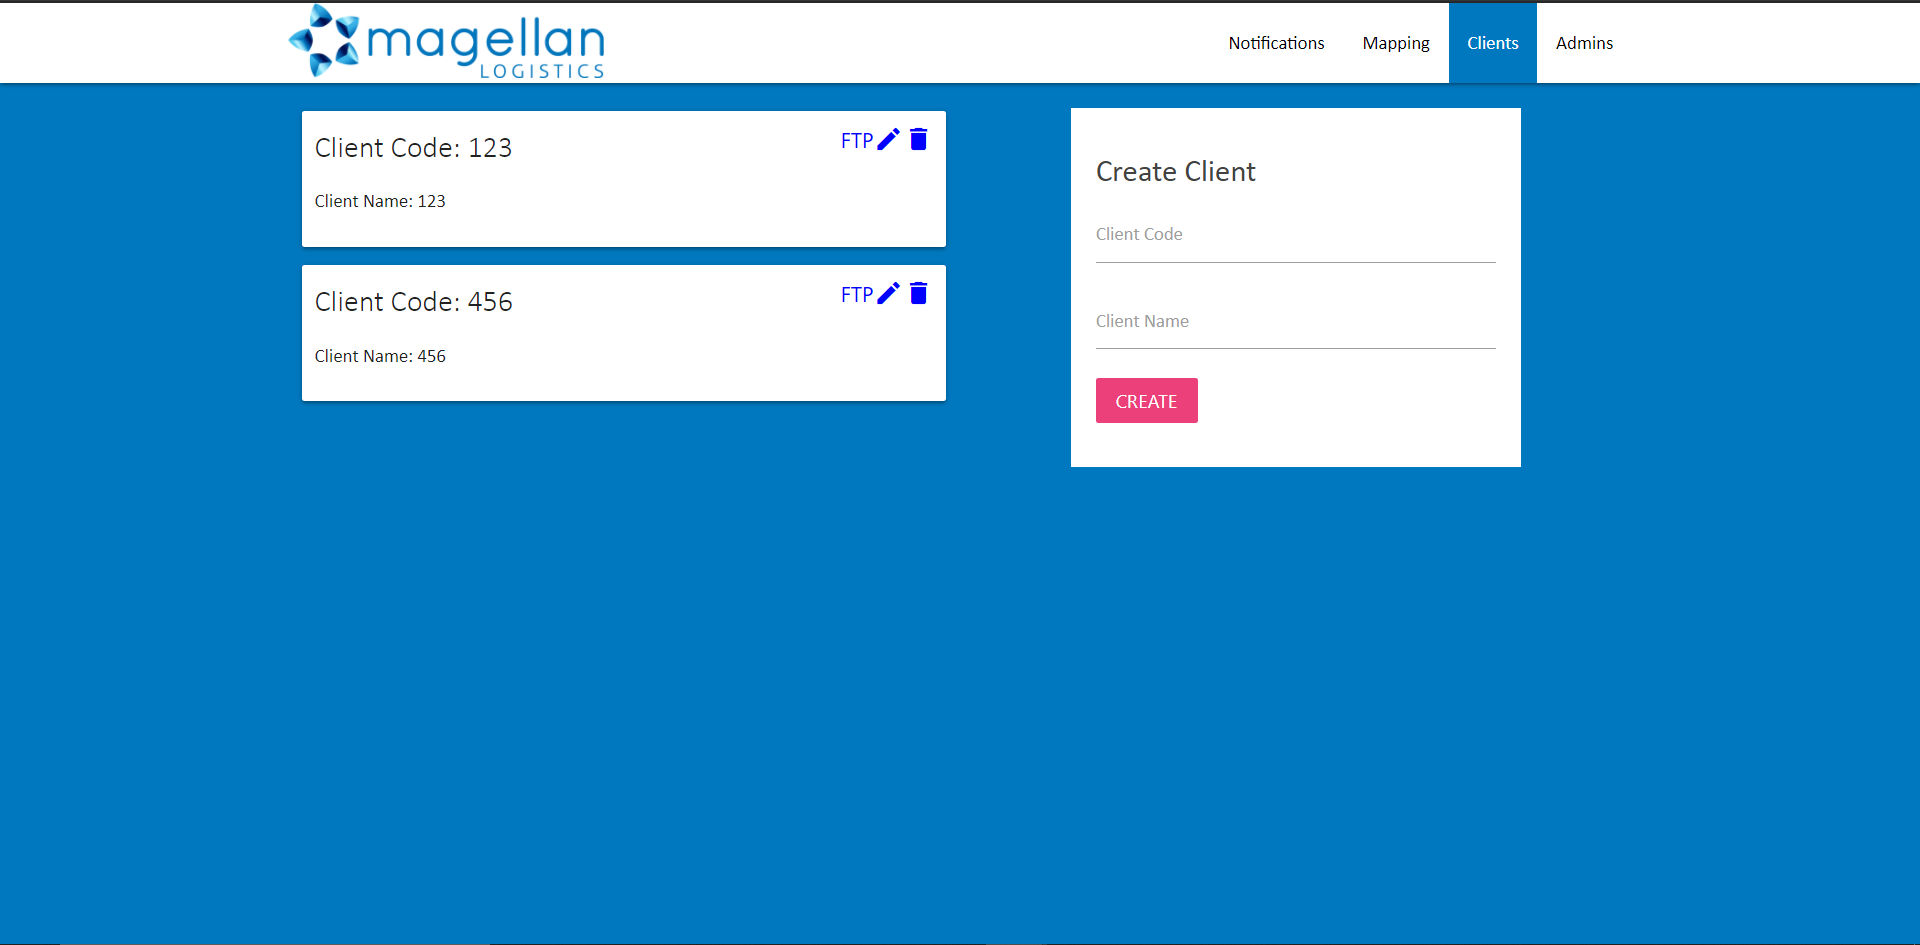 magellan
LOGISTICS
Notifications
Mapping
Clients
Admins
Client Code: 123
FTP
Client Name: 123
Client Code: 456
FTP
Client Name: 456
Create Client
Client Code
Client Name
CREATE